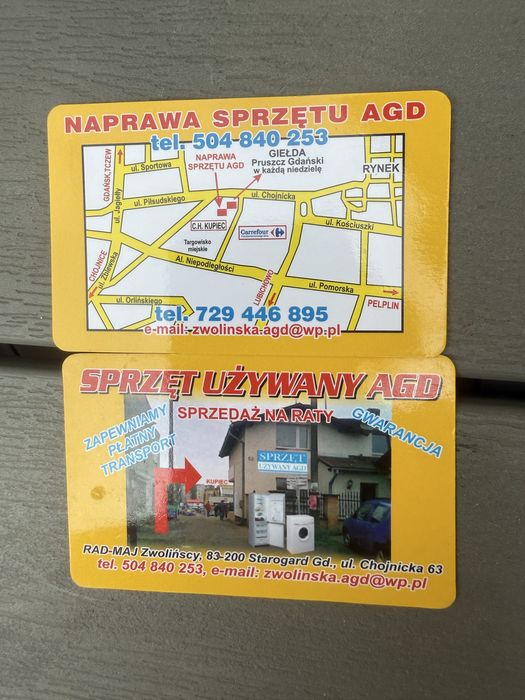 NAPRAWA SPRZĘTU AGD
tel. 504 840 253
GDAŃSK,TCZEW
ul. Sportowa
NAPRAWA
SPRZĘTU AGD
GIEŁDA
Pruszcz Gdański
w każdą niedzielę
RYNEK
ul. Jagiełły
ul. Piłsudskiego
ul. Chojnicka
C.H. KUPIEC
Carrefour
ul. Kościuszki
Targowisko
miejskie
CHOJNICE
ul. Zblewska
Al. Niepodległości
LUBICHOWO
ul. Pomorska
ul. Orlińskiego
PELPLIN
tel. 729 446 895
e-mail: zwolinska.agd@wp.pl
SPRZĘT UŻYWANY AGD
SPRZEDAŻ NA RATY
ZAPEWNIAMY
PŁATNY
TRANSPORT
GWARANCJA
KUPIEC
SPRZĘT
UŻYWANY AGD
RAD-MAJ Zwolińscy, 83-200 Starogard Gd., ul. Chojnicka 63
tel. 504 840 253, e-mail: zwolinska.agd@wp.pl